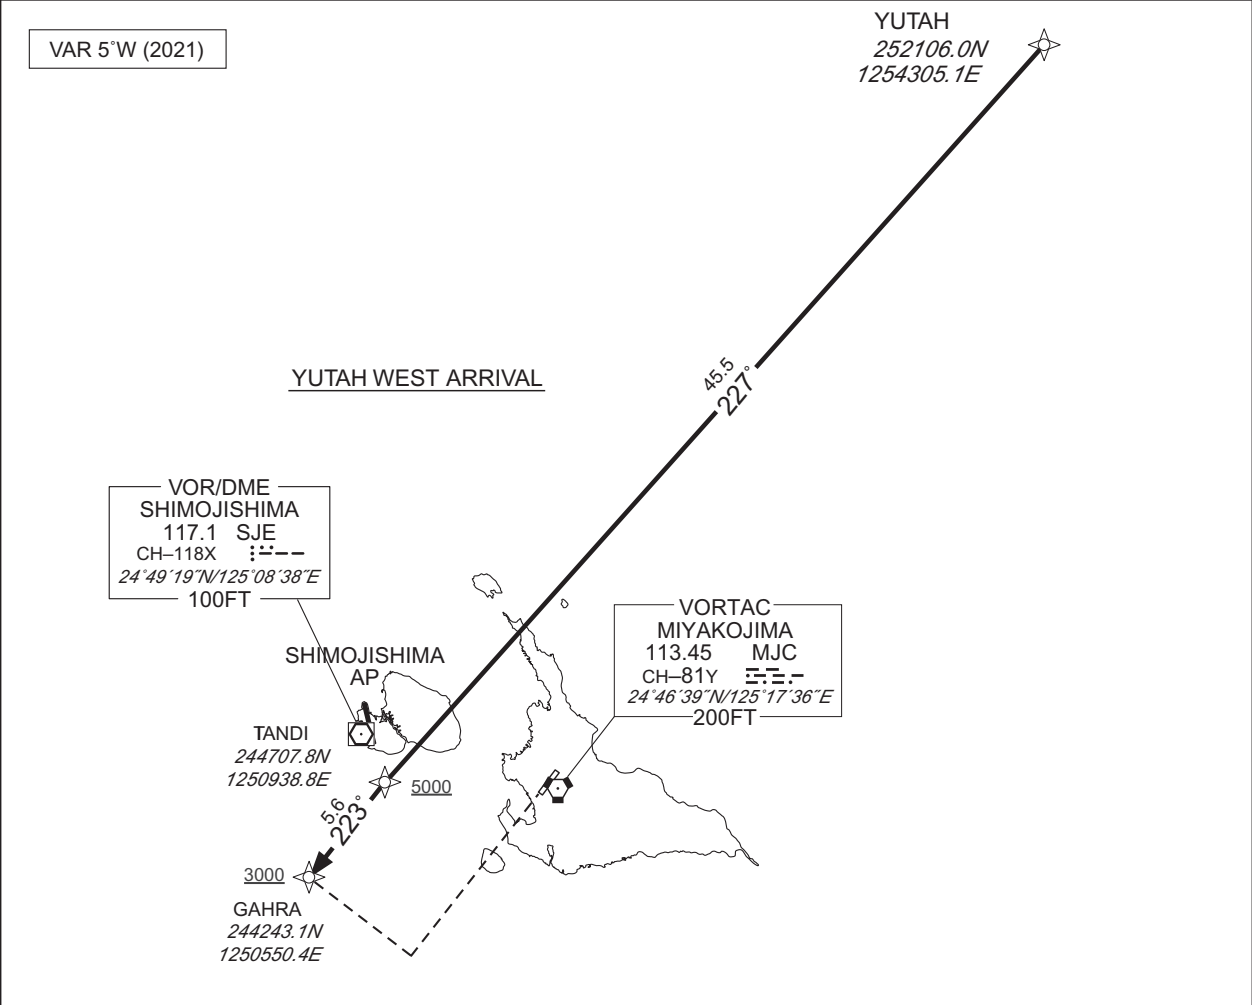 VAR 5˚W (2021)
YUTAH
252106.0N
1254305.1E
45.5
227˚
YUTAH WEST ARRIVAL
VOR/DME
SHIMOJISHIMA
117.1 SJE
CH–118X
24˚49´19˝N/125˚08´38˝E
100FT
VORTAC
MIYAKOJIMA
113.45 MJC
CH–81Y
24˚46´39˝N/125˚17´36˝E
200FT
SHIMOJISHIMA
AP
TANDI
244707.8N
1250938.8E
5000
5.6
223˚
3000
GAHRA
244243.1N
1250550.4E